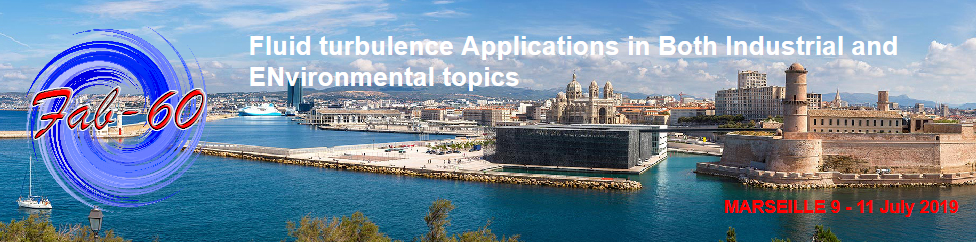 Fab-60
Fluid turbulence Applications in Both Industrial and
ENvironmental topics
MARSEILLE 9 - 11 July 2019